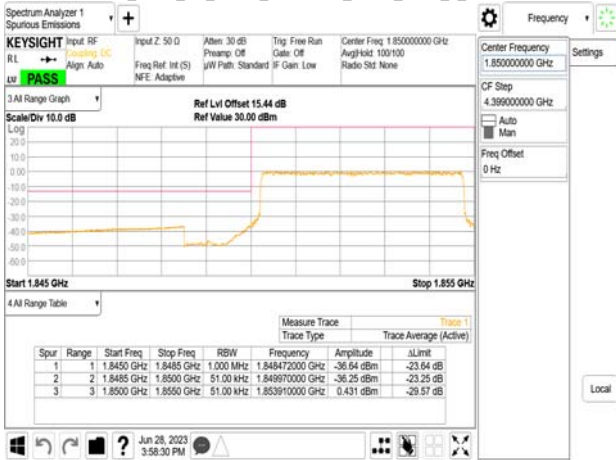 Spectrum Analyzer 1
Spurious Emissions
Frequency
KEYSIGHT Input: RF Input Z: 50 Ω Atten: 30 dB Trig: Free Run Center Freq: 1.850000000 GHz
RL Coupling: DC Preamp: Off Gate: Off Avg|Hold: 100/100
Align: Auto Freq Ref: Int (S) µW Path: Standard IF Gain: Low Radio Std: None
NFE: Adaptive
LV PASS
Center Frequency
1.850000000 GHz
Settings
CF Step
4.399000000 GHz
Auto
Man
Freq Offset
0 Hz
Local
3 All Range Graph
Ref Lvl Offset 15.44 dB
Scale/Div 10.0 dB Ref Value 30.00 dBm
Log
20.0
10.0
0.00
-10.0
-20.0
-30.0
-40.0
-50.0
-60.0
Start 1.845 GHz Stop 1.855 GHz
4 All Range Table
Measure Trace Trace 1
Trace Type Trace Average (Active)
Spur Range Start Freq Stop Freq RBW Frequency Amplitude ΔLimit
1 1 1.8450 GHz 1.8485 GHz 1.000 MHz 1.848472000 GHz -36.64 dBm -23.64 dB
2 2 1.8485 GHz 1.8500 GHz 51.00 kHz 1.849970000 GHz -36.25 dBm -23.25 dB
3 3 1.8500 GHz 1.8550 GHz 51.00 kHz 1.853910000 GHz 0.431 dBm -29.57 dB
Jun 28, 2023
3:58:30 PM